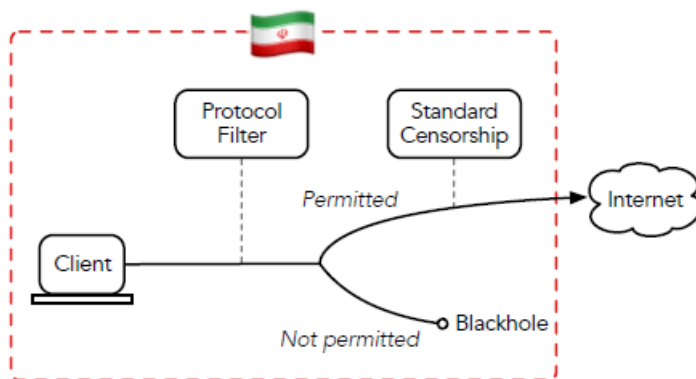 Protocol
Filter
Standard
Censorship
Permitted
Internet
Client
Not permitted
Blackhole